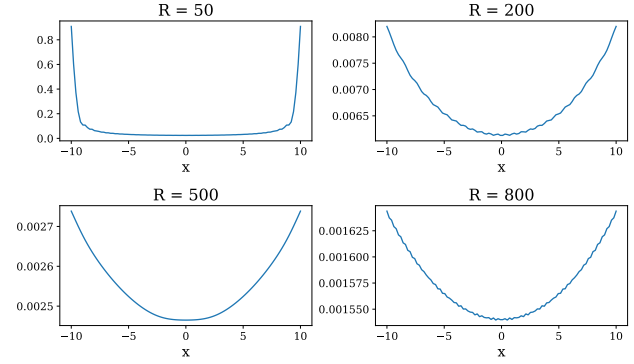 R = 50
R = 200
0.8
0.6
0.4
0.2
0.0
0.0080
0.0075
0.0070
0.0065
−10 −5 0 5 10
−10 −5 0 5 10
x
x
R = 500
R = 800
0.0027
0.0026
0.0025
0.001625
0.001600
0.001575
0.001550
−10 −5 0 5 10
−10 −5 0 5 10
x
x